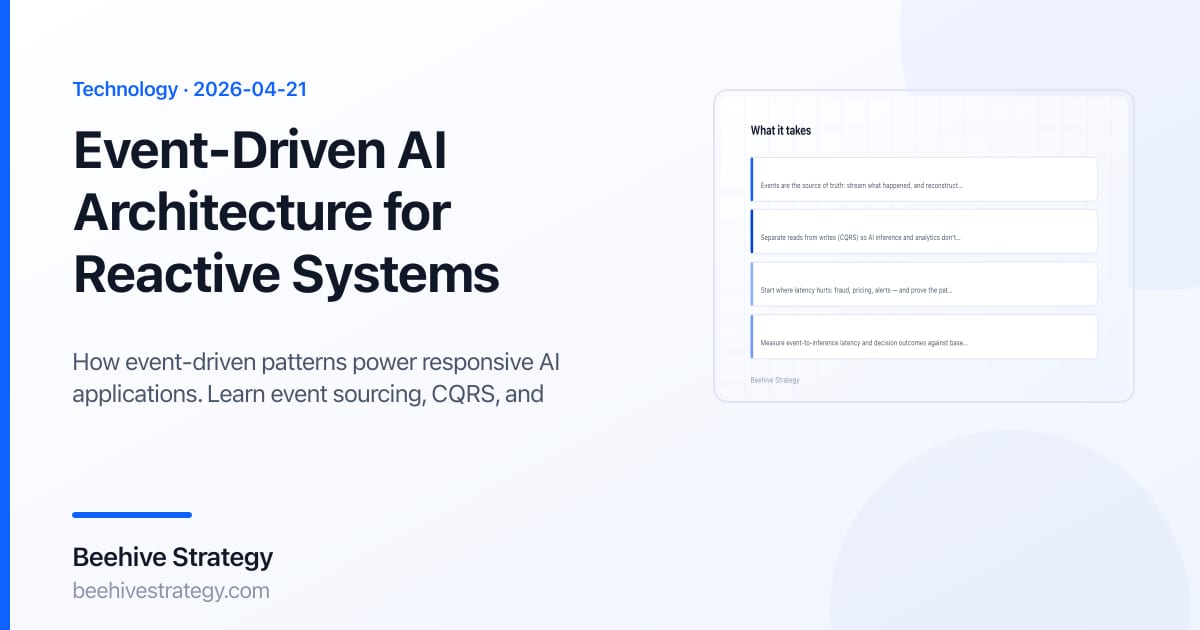 Technology · 2026-04-21
Event-Driven AI
Architecture for
Reactive Systems
How event-driven patterns power responsive AI
applications. Learn event sourcing, CQRS, and
Beehive Strategy
beehivestrategy.com
What it takes
Events are the source of truth: stream what happened, and reconstruct...
Separate reads from writes (CQRS) so AI inference and analytics don't...
Start where latency hurts: fraud, pricing, alerts — and prove the pat...
Measure event-to-inference latency and decision outcomes against base...
Beehive Strategy